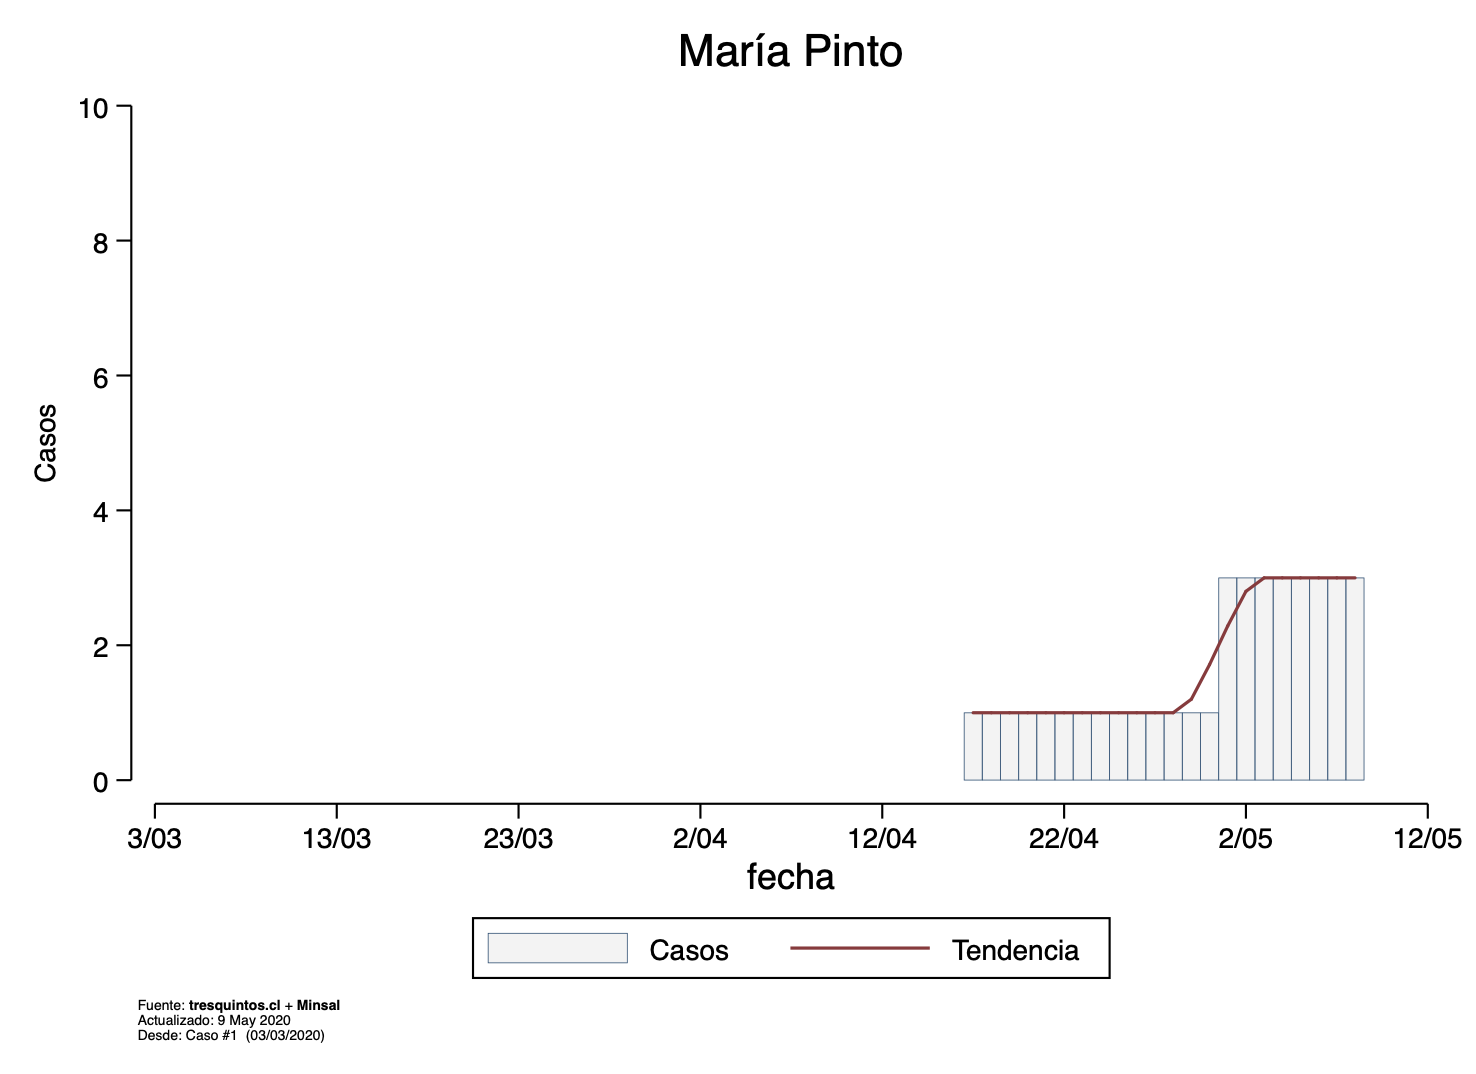 María Pinto
10
8
6
4
2
0
Casos
3/03 13/03 23/03 2/04 12/04 22/04 2/05 12/05
fecha
Casos Tendencia
Fuente: tresquintos.cl + Minsal
Actualizado: 9 May 2020
Desde: Caso #1 (03/03/2020)